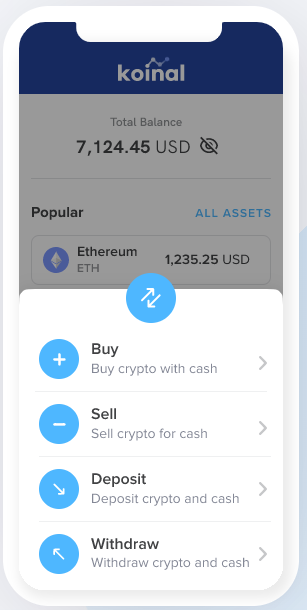 koinal
Total Balance
7,124.45 USD
Popular
ALL ASSETS
Ethereum
ETH
1,235.25 USD
Buy
Buy crypto with cash
Sell
Sell crypto for cash
Deposit
Deposit crypto and cash
Withdraw
Withdraw crypto and cash